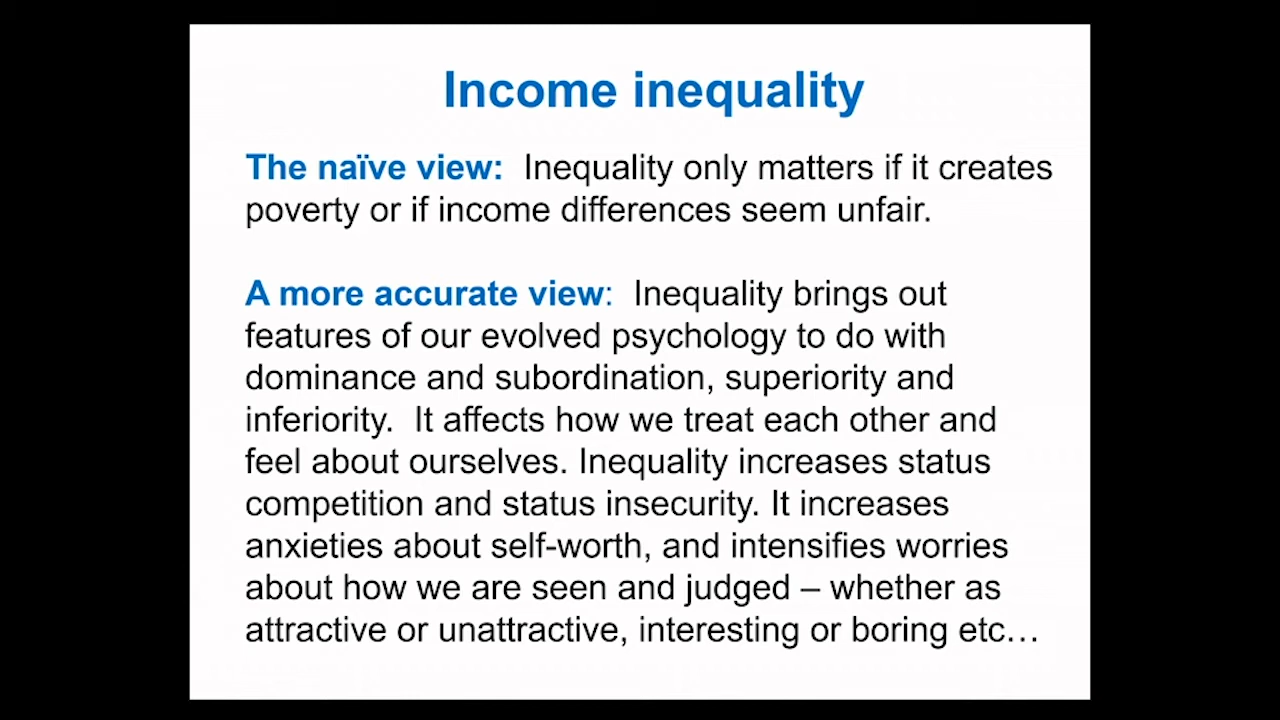 Income inequality
The naïve view:  Inequality only matters if it creates
poverty or if income differences seem unfair.
A more accurate view:  Inequality brings out
features of our evolved psychology to do with
dominance and subordination, superiority and
inferiority.  It affects how we treat each other and
feel about ourselves. Inequality increases status
competition and status insecurity. It increases
anxieties about self-worth, and intensifies worries
about how we are seen and judged – whether as
attractive or unattractive, interesting or boring etc…